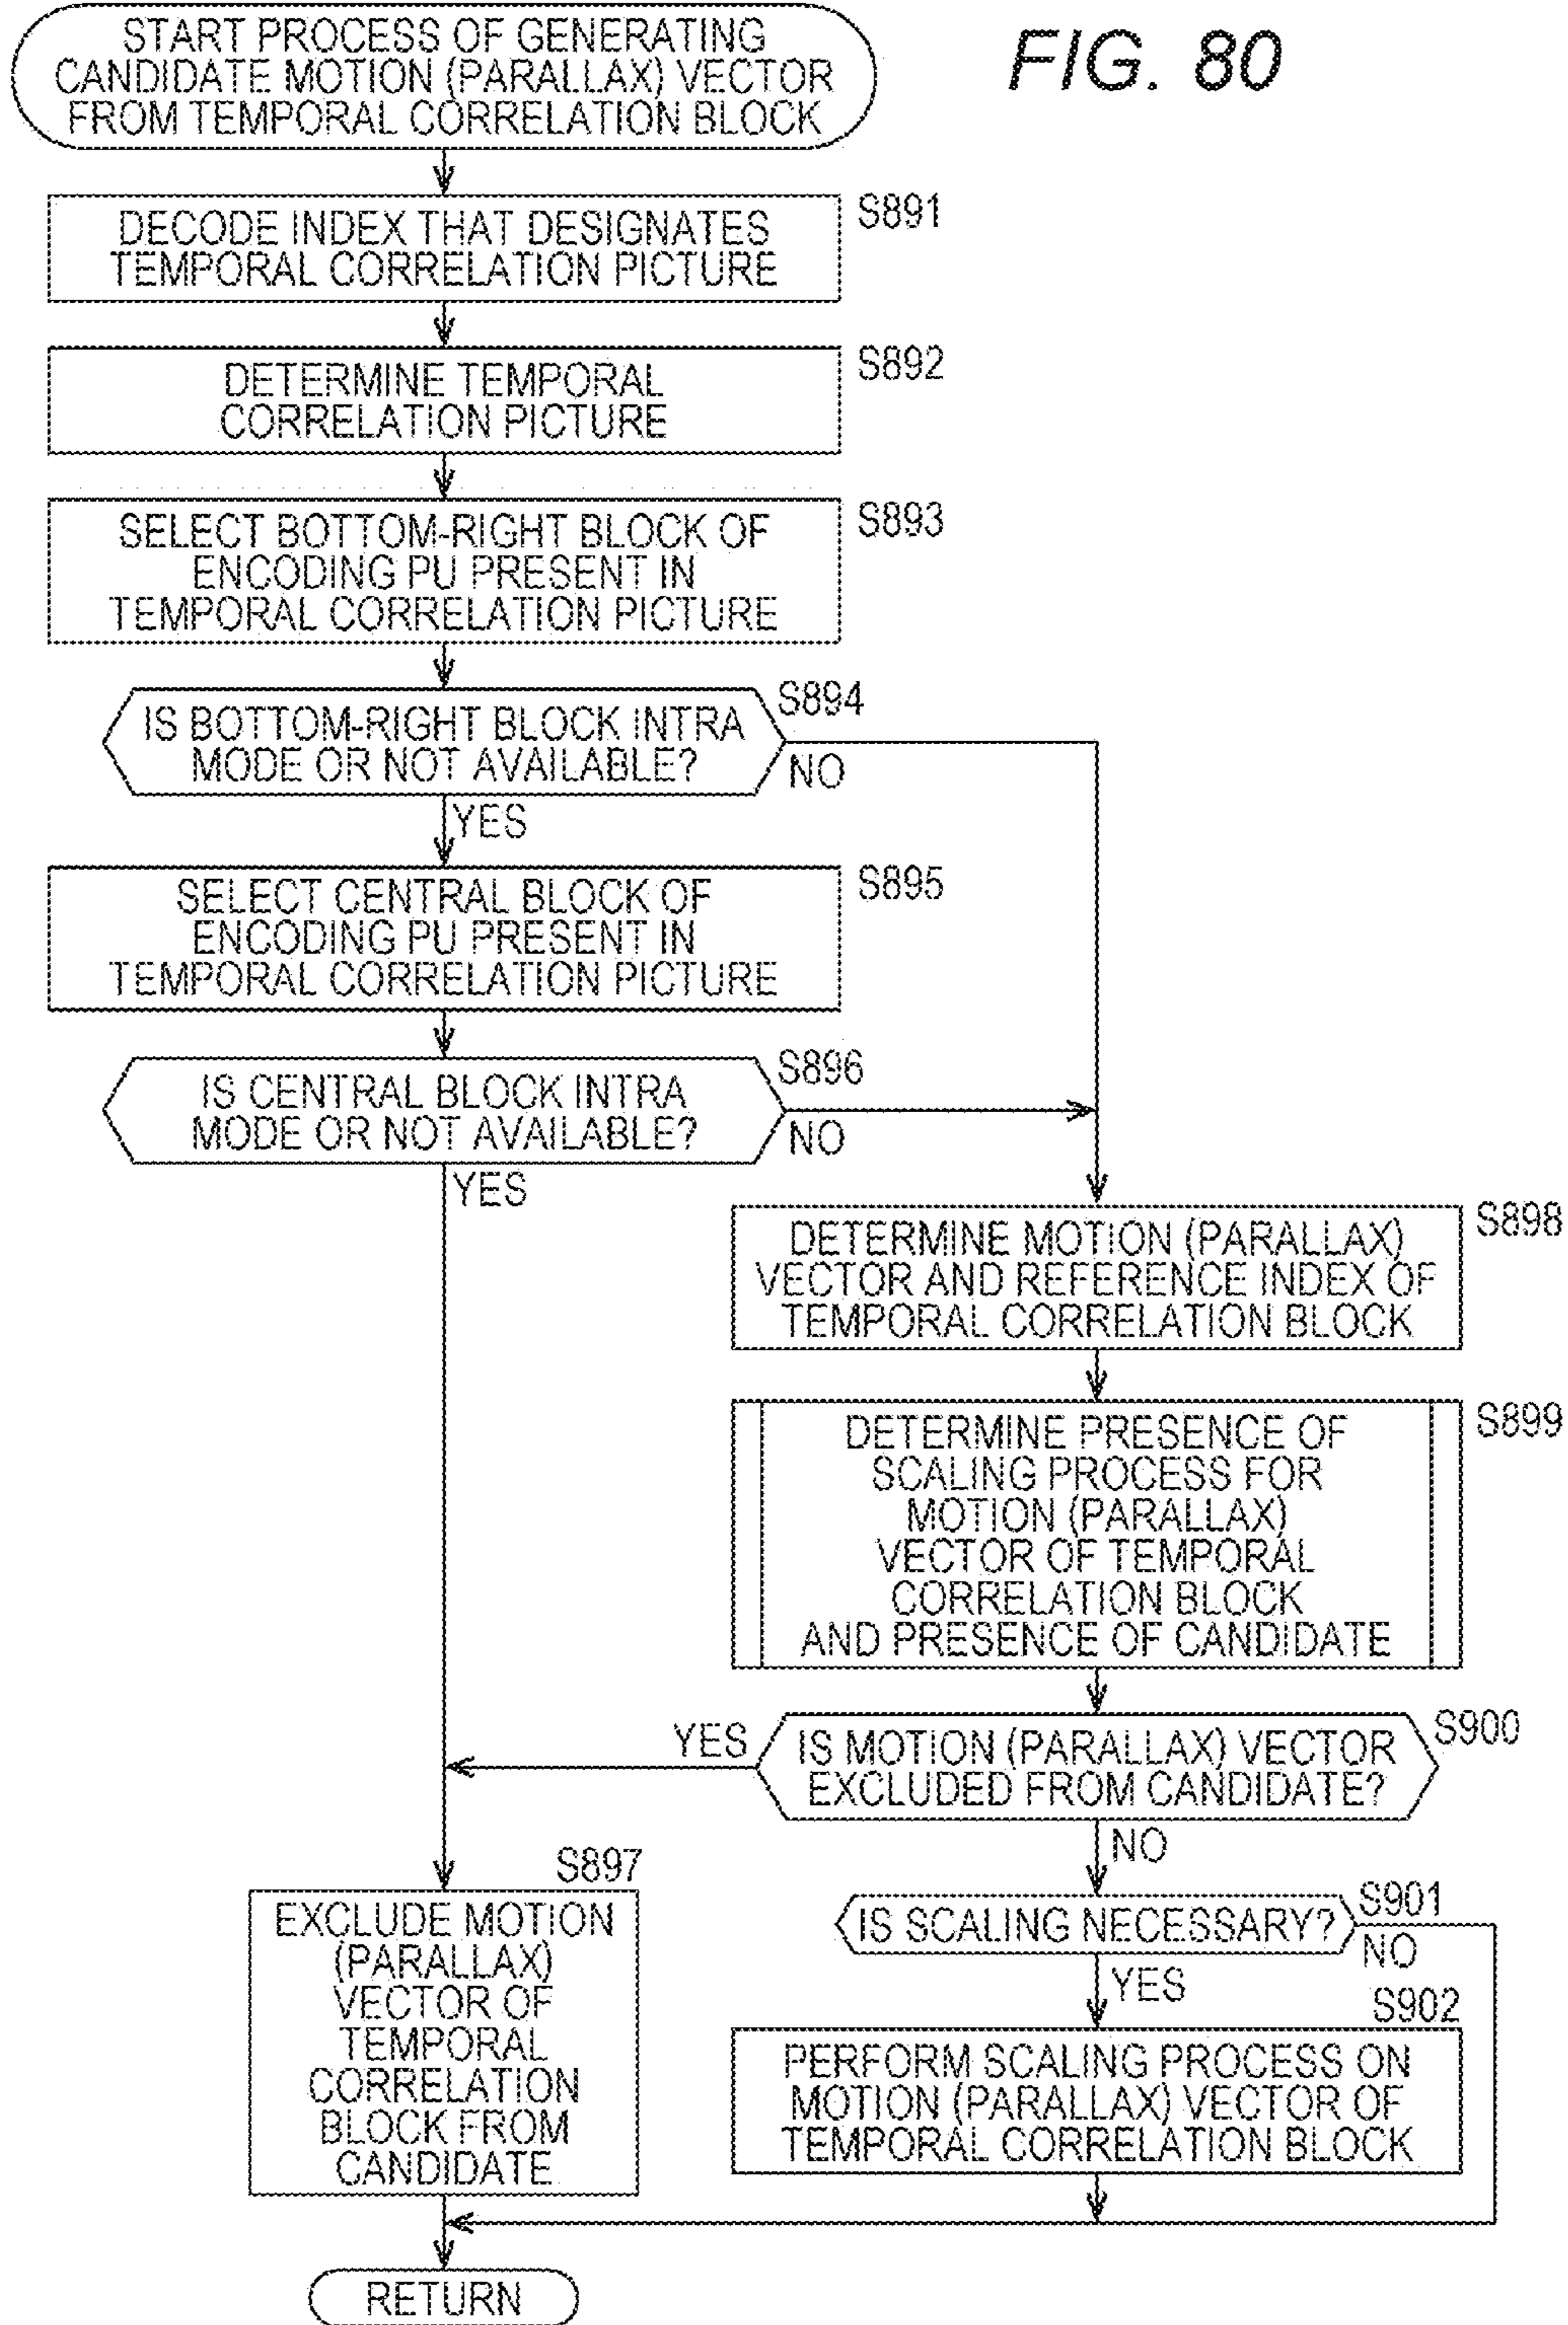 FIG. 80
START PROCESS OF GENERATING
CANDIDATE MOTION (PARALLAX) VECTOR
FROM TEMPORAL CORRELATION BLOCK
S891
DECODE INDEX THAT DESIGNATES
TEMPORAL CORRELATION PICTURE
S892
DETERMINE TEMPORAL
CORRELATION PICTURE
S893
SELECT BOTTOM-RIGHT BLOCK OF
ENCODING PU PRESENT IN
TEMPORAL CORRELATION PICTURE
S894
IS BOTTOM-RIGHT BLOCK INTRA
MODE OR NOT AVAILABLE?
NO
YES
S895
SELECT CENTRAL BLOCK OF
ENCODING PU PRESENT IN
TEMPORAL CORRELATION PICTURE
S896
IS CENTRAL BLOCK INTRA
MODE OR NOT AVAILABLE?
NO
YES
S898
DETERMINE MOTION (PARALLAX)
VECTOR AND REFERENCE INDEX OF
TEMPORAL CORRELATION BLOCK
S899
DETERMINE PRESENCE OF
SCALING PROCESS FOR
MOTION (PARALLAX)
VECTOR OF TEMPORAL
CORRELATION BLOCK
AND PRESENCE OF CANDIDATE
S900
YES
IS MOTION (PARALLAX) VECTOR
EXCLUDED FROM CANDIDATE?
NO
S897
EXCLUDE MOTION
(PARALLAX)
VECTOR OF
TEMPORAL
CORRELATION
BLOCK FROM
CANDIDATE
S901
IS SCALING NECESSARY?
NO
YES
S902
PERFORM SCALING PROCESS ON
MOTION (PARALLAX) VECTOR OF
TEMPORAL CORRELATION BLOCK
RETURN